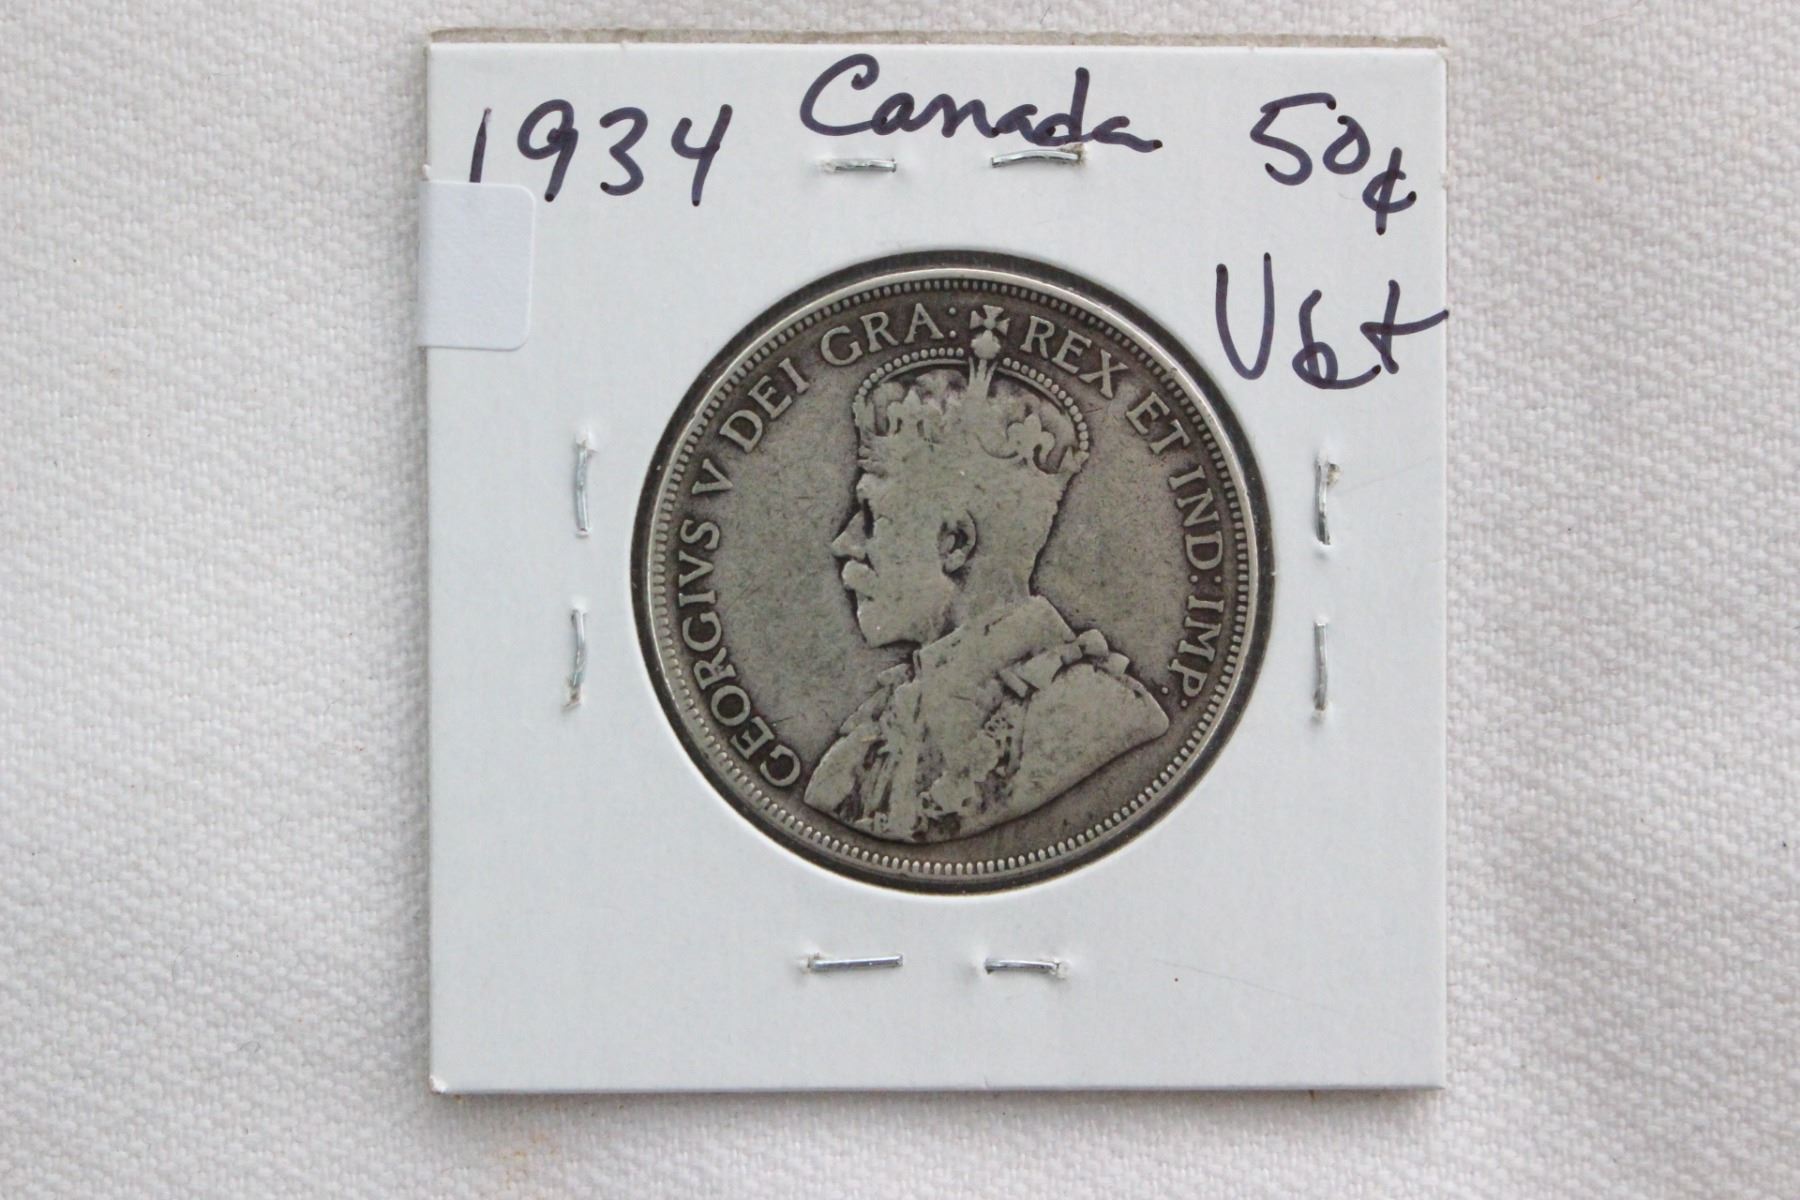 1934 Canada 50¢
VG+
GEORGIVS V DEI GRA: REX ET IND: IMP.